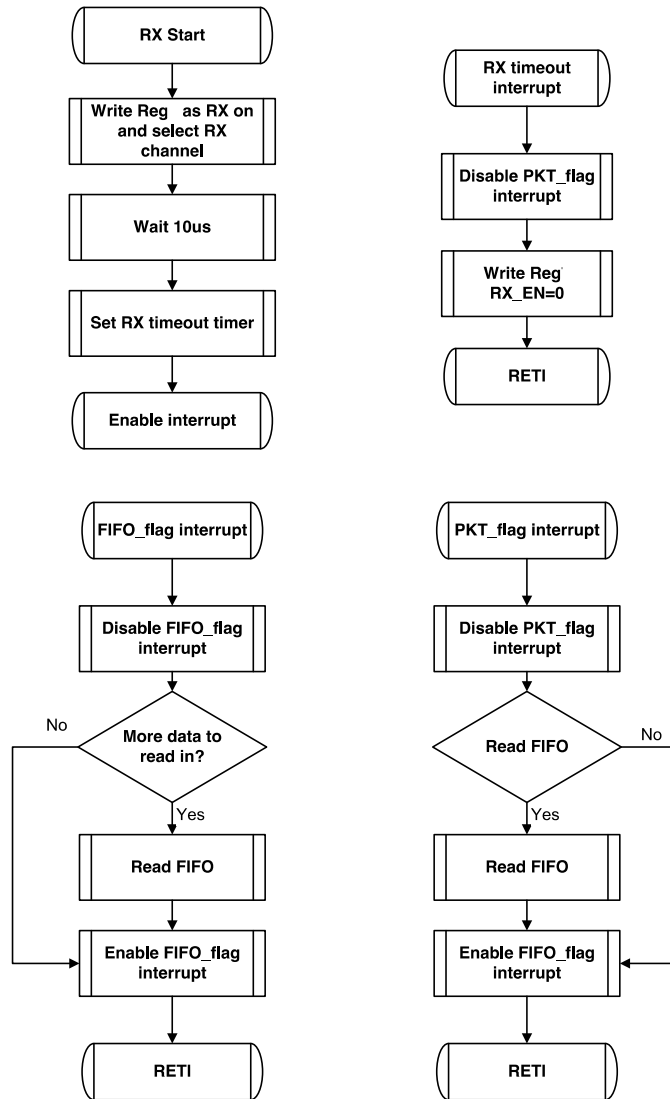 RX Start
Write Reg as RX on
and select RX
channel
Wait 10us
Set RX timeout timer
Enable interrupt
RX timeout
interrupt
Disable PKT_flag
interrupt
Write Reg
RX_EN=0
RETI
FIFO_flag interrupt
Disable FIFO_flag
interrupt
No
More data to
read in?
Yes
Read FIFO
Enable FIFO_flag
interrupt
RETI
PKT_flag interrupt
Disable PKT_flag
interrupt
Read FIFO
No
Yes
Read FIFO
Enable FIFO_flag
interrupt
RETI